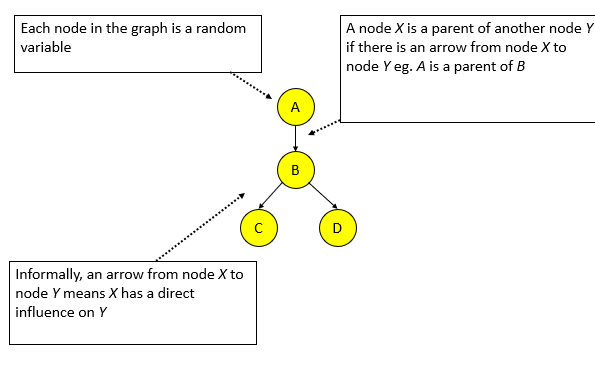 Each node in the graph is a random
variable
A node X is a parent of another node Y
if there is an arrow from node X to
node Y eg. A is a parent of B
A
B
C
D
Informally, an arrow from node X to
node Y means X has a direct
influence on Y